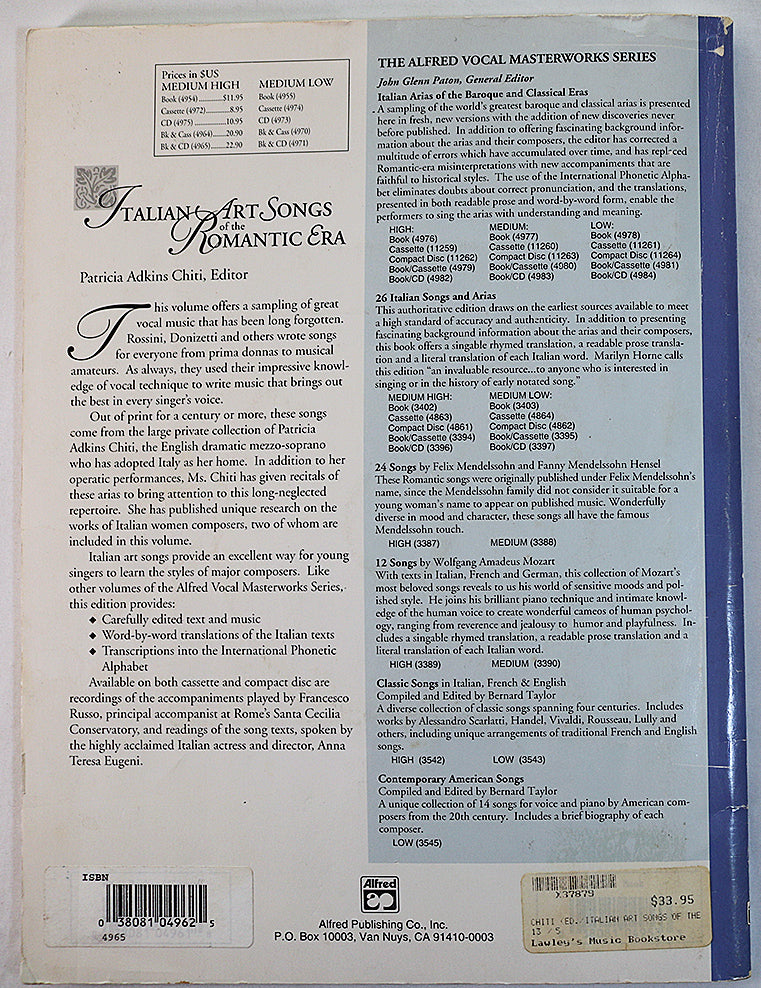 Prices in $US
MEDIUM HIGH
Book (4954)..............$11.95
Cassette (4972)............8.95
CD (4975) ..............10.95
Bk & Cass (4964)......20.90
Bk & CD (4965).......22.90
MEDIUM LOW
Book (4955)
Cassette (4974)
CD (4973)
Bk & Cass (4970)
Bk & CD (4971)
ITALIAN ART SONGS
of the
ROMANTIC ERA
Patricia Adkins Chiti, Editor
This volume offers a sampling of great
vocal music that has been long forgotten.
Rossini, Donizetti and others wrote songs
for everyone from prima donnas to musical
amateurs. As always, they used their impressive knowl-
edge of vocal technique to write music that brings out
the best in every singer's voice.
Out of print for a century or more, these songs
come from the large private collection of Patricia
Adkins Chiti, the English dramatic mezzo-soprano
who has adopted Italy as her home. In addition to her
operatic performances, Ms. Chiti has given recitals of
these arias to bring attention to this long-neglected
repertoire. She has published unique research on the
works of Italian women composers, two of whom are
included in this volume.
Italian art songs provide an excellent way for young
singers to learn the styles of major composers. Like
other volumes of the Alfred Vocal Masterworks Series,
this edition provides:
◆ Carefully edited text and music
◆ Word-by-word translations of the Italian texts
◆ Transcriptions into the International Phonetic
Alphabet
Available on both cassette and compact disc are
recordings of the accompaniments played by Francesco
Russo, principal accompanist at Rome's Santa Cecilia
Conservatory, and readings of the song texts, spoken by
the highly acclaimed Italian actress and director, Anna
Teresa Eugeni.
ISBN
0 38081 04962 5
4965
THE ALFRED VOCAL MASTERWORKS SERIES
John Glenn Paton, General Editor
Italian Arias of the Baroque and Classical Eras
A sampling of the world's greatest baroque and classical arias is presented
here in fresh, new versions with the addition of new discoveries never
before published. In addition to offering fascinating background infor-
mation about the arias and their composers, the editor has corrected a
multitude of errors which have accumulated over time, and has replaced
Romantic-era misinterpretations with new accompaniments that are
faithful to historical styles. The use of the International Phonetic Alpha-
bet eliminates doubts about correct pronunciation, and the translations,
presented in both readable prose and word-by-word form, enable the
performers to sing the arias with understanding and meaning.
HIGH:
Book (4976)
Cassette (11259)
Compact Disc (11262)
Book/Cassette (4979)
Book/CD (4982)
MEDIUM:
Book (4977)
Cassette (11260)
Compact Disc (11263)
Book/Cassette (4980)
Book/CD (4983)
LOW:
Book (4978)
Cassette (11261)
Compact Disc (11264)
Book/Cassette (4981)
Book/CD (4984)
26 Italian Songs and Arias
This authoritative edition draws on the earliest sources available to meet
a high standard of accuracy and authenticity. In addition to presenting
fascinating background information about the arias and their composers,
this book offers a singable rhymed translation, a readable prose transla-
tion and a literal translation of each Italian word. Marilyn Horne calls
this edition "an invaluable resource...to anyone who is interested in
singing or in the history of early notated song."
MEDIUM HIGH:
Book (3402)
Cassette (4863)
Compact Disc (4861)
Book/Cassette (3394)
Book/CD (3396)
MEDIUM LOW:
Book (3403)
Cassette (4864)
Compact Disc (4862)
Book/Cassette (3395)
Book/CD (3397)
24 Songs by Felix Mendelssohn and Fanny Mendelssohn Hensel
These Romantic songs were originally published under Felix Mendelssohn's
name, since the Mendelssohn family did not consider it suitable for a
young woman's name to appear on published music. Wonderfully
diverse in mood and character, these songs all have the famous
Mendelssohn touch.
HIGH (3387) MEDIUM (3388)
12 Songs by Wolfgang Amadeus Mozart
With texts in Italian, French and German, this collection of Mozart's
most beloved songs reveals to us his world of sensitive moods and pol-
ished style. He joins his brilliant piano technique and intimate knowl-
edge of the human voice to create wonderful cameos of human psychol-
ogy, ranging from reverence and jealousy to humor and playfulness. In-
cludes a singable rhymed translation, a readable prose translation and a
literal translation of each Italian word.
HIGH (3389) MEDIUM (3390)
Classic Songs in Italian, French & English
Compiled and Edited by Bernard Taylor
A diverse collection of classic songs spanning four centuries. Includes
works by Alessandro Scarlatti, Handel, Vivaldi, Rousseau, Lully and
others, including unique arrangements of traditional French and English
songs.
HIGH (3542) LOW (3543)
Contemporary American Songs
Compiled and Edited by Bernard Taylor
A unique collection of 14 songs for voice and piano by American com-
posers from the 20th century. Includes a brief biography of each
composer.
LOW (3545)
Alfred
Alfred Publishing Co., Inc.
P.O. Box 10003, Van Nuys, CA 91410-0003
X37879
$33.95
CHITI (ED./ITALIAN ART SONGS OF THE
13 / 5
Lawley's Music Bookstore